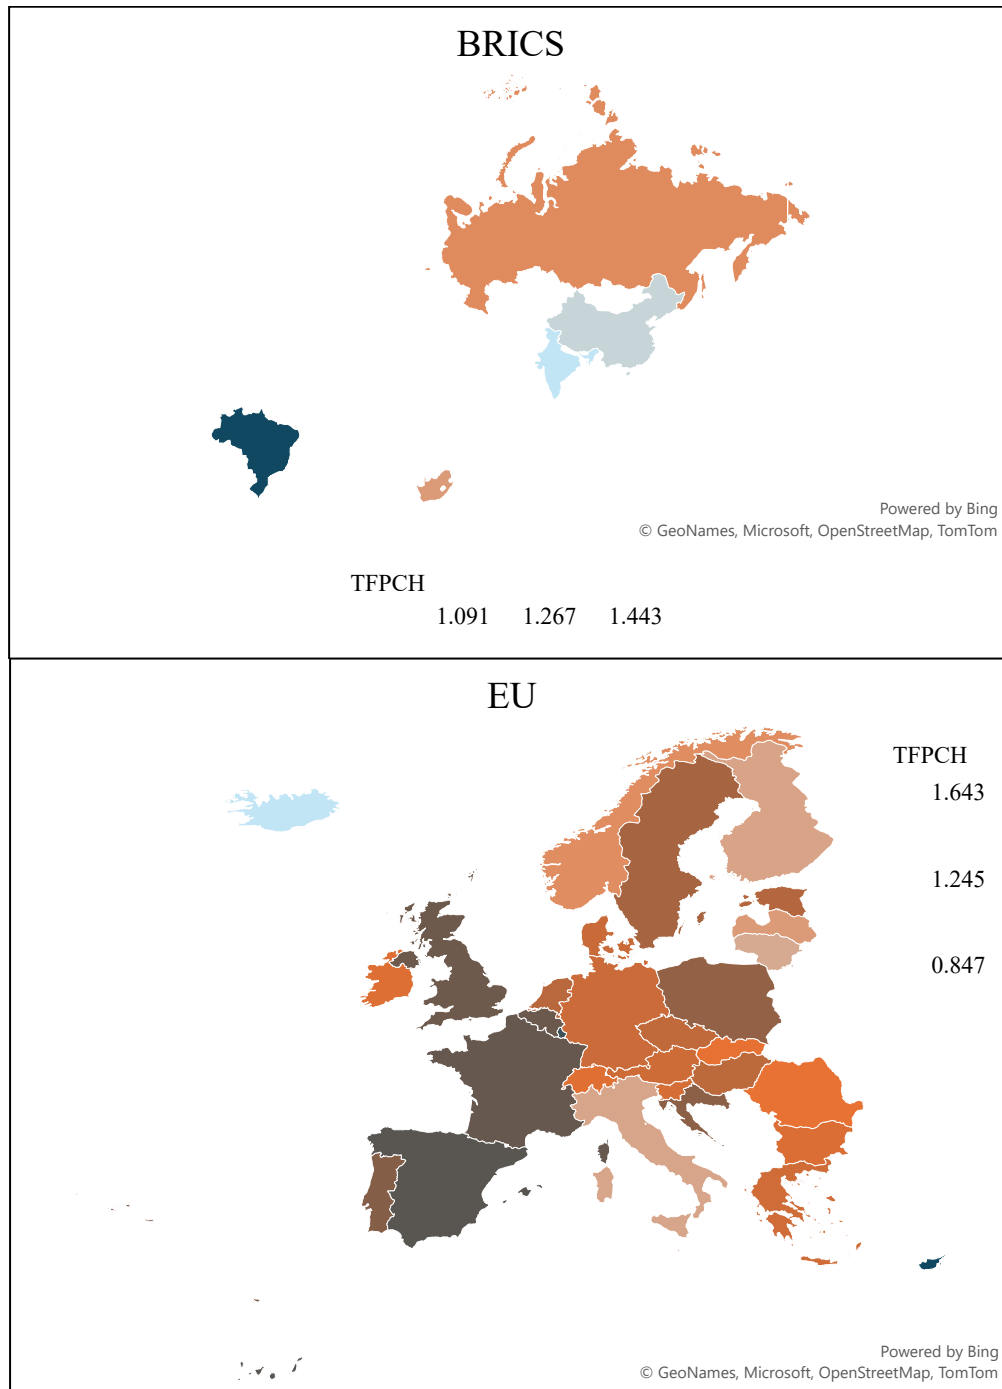 BRICS
Powered by Bing
© GeoNames, Microsoft, OpenStreetMap, TomTom
TFPCH
1.091 1.267 1.443
EU
TFPCH
1.643
1.245
0.847
Powered by Bing
© GeoNames, Microsoft, OpenStreetMap, TomTom